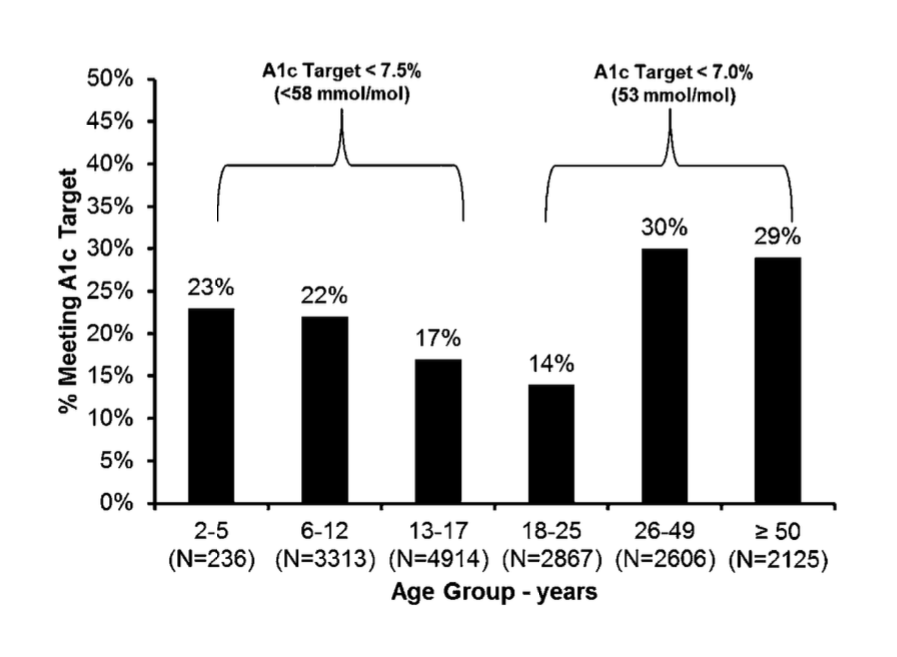 A1c Target < 7.5%
(<58 mmol/mol)
A1c Target < 7.0%
(53 mmol/mol)
% Meeting A1c Target
50%
45%
40%
35%
30%
25%
20%
15%
10%
5%
0%
23%
22%
17%
14%
30%
29%
2-5
(N=236)
6-12
(N=3313)
13-17
(N=4914)
18-25
(N=2867)
26-49
(N=2606)
≥ 50
(N=2125)
Age Group - years